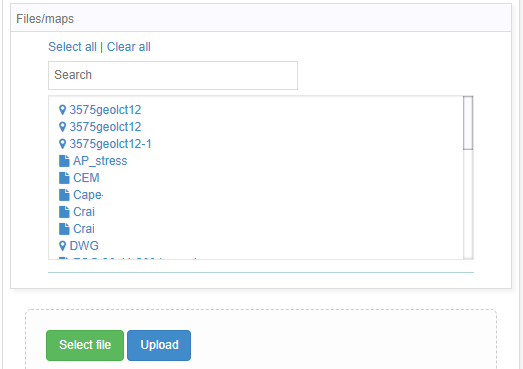 Files/maps
Select all | Clear all
Search
3575geolct12
3575geolct12
3575geolct12-1
AP_stress
CEM
Cape
Crai
Crai
DWG
Select file Upload